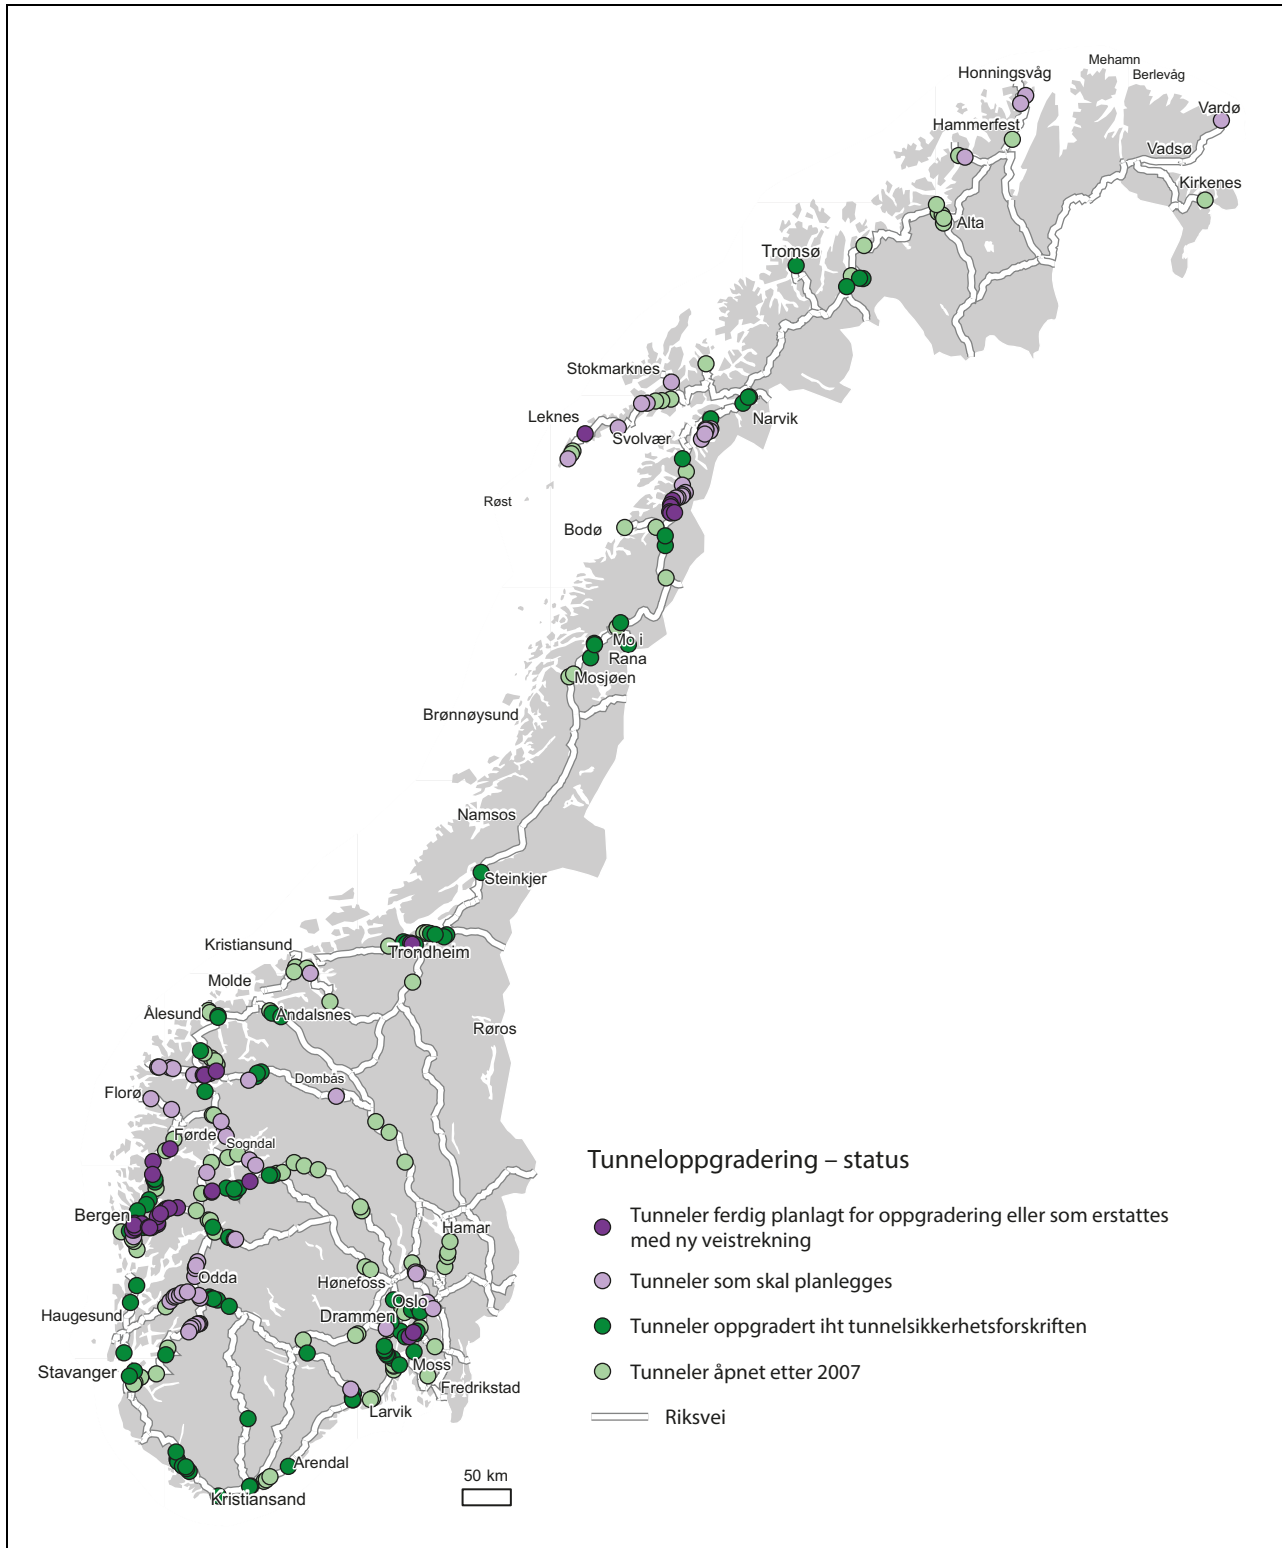 Mehamn
Honningsvåg
Berlevåg
Vardø
Hammerfest
Vadsø
Kirkenes
Alta
Tromsø
Stokmarknes
Leknes
Narvik
Svolvær
Røst
Bodø
Mo i
Rana
Mosjøen
Brønnøysund
Namsos
Steinkjer
Kristiansund
Trondheim
Molde
Ålesund
Åndalsnes
Røros
Dombås
Florø
Førde
Sogndal
Bergen
Hamar
Odda
Hønefoss
Oslo
Haugesund
Drammen
Moss
Stavanger
Fredrikstad
Larvik
Arendal
Kristiansand
50 km
Tunneloppgradering – status
Tunneler ferdig planlagt for oppgradering eller som erstattes
med ny veistrekning
Tunneler som skal planlegges
Tunneler oppgradert iht tunnelsikkerhetsforskriften
Tunneler åpnet etter 2007
Riksvei